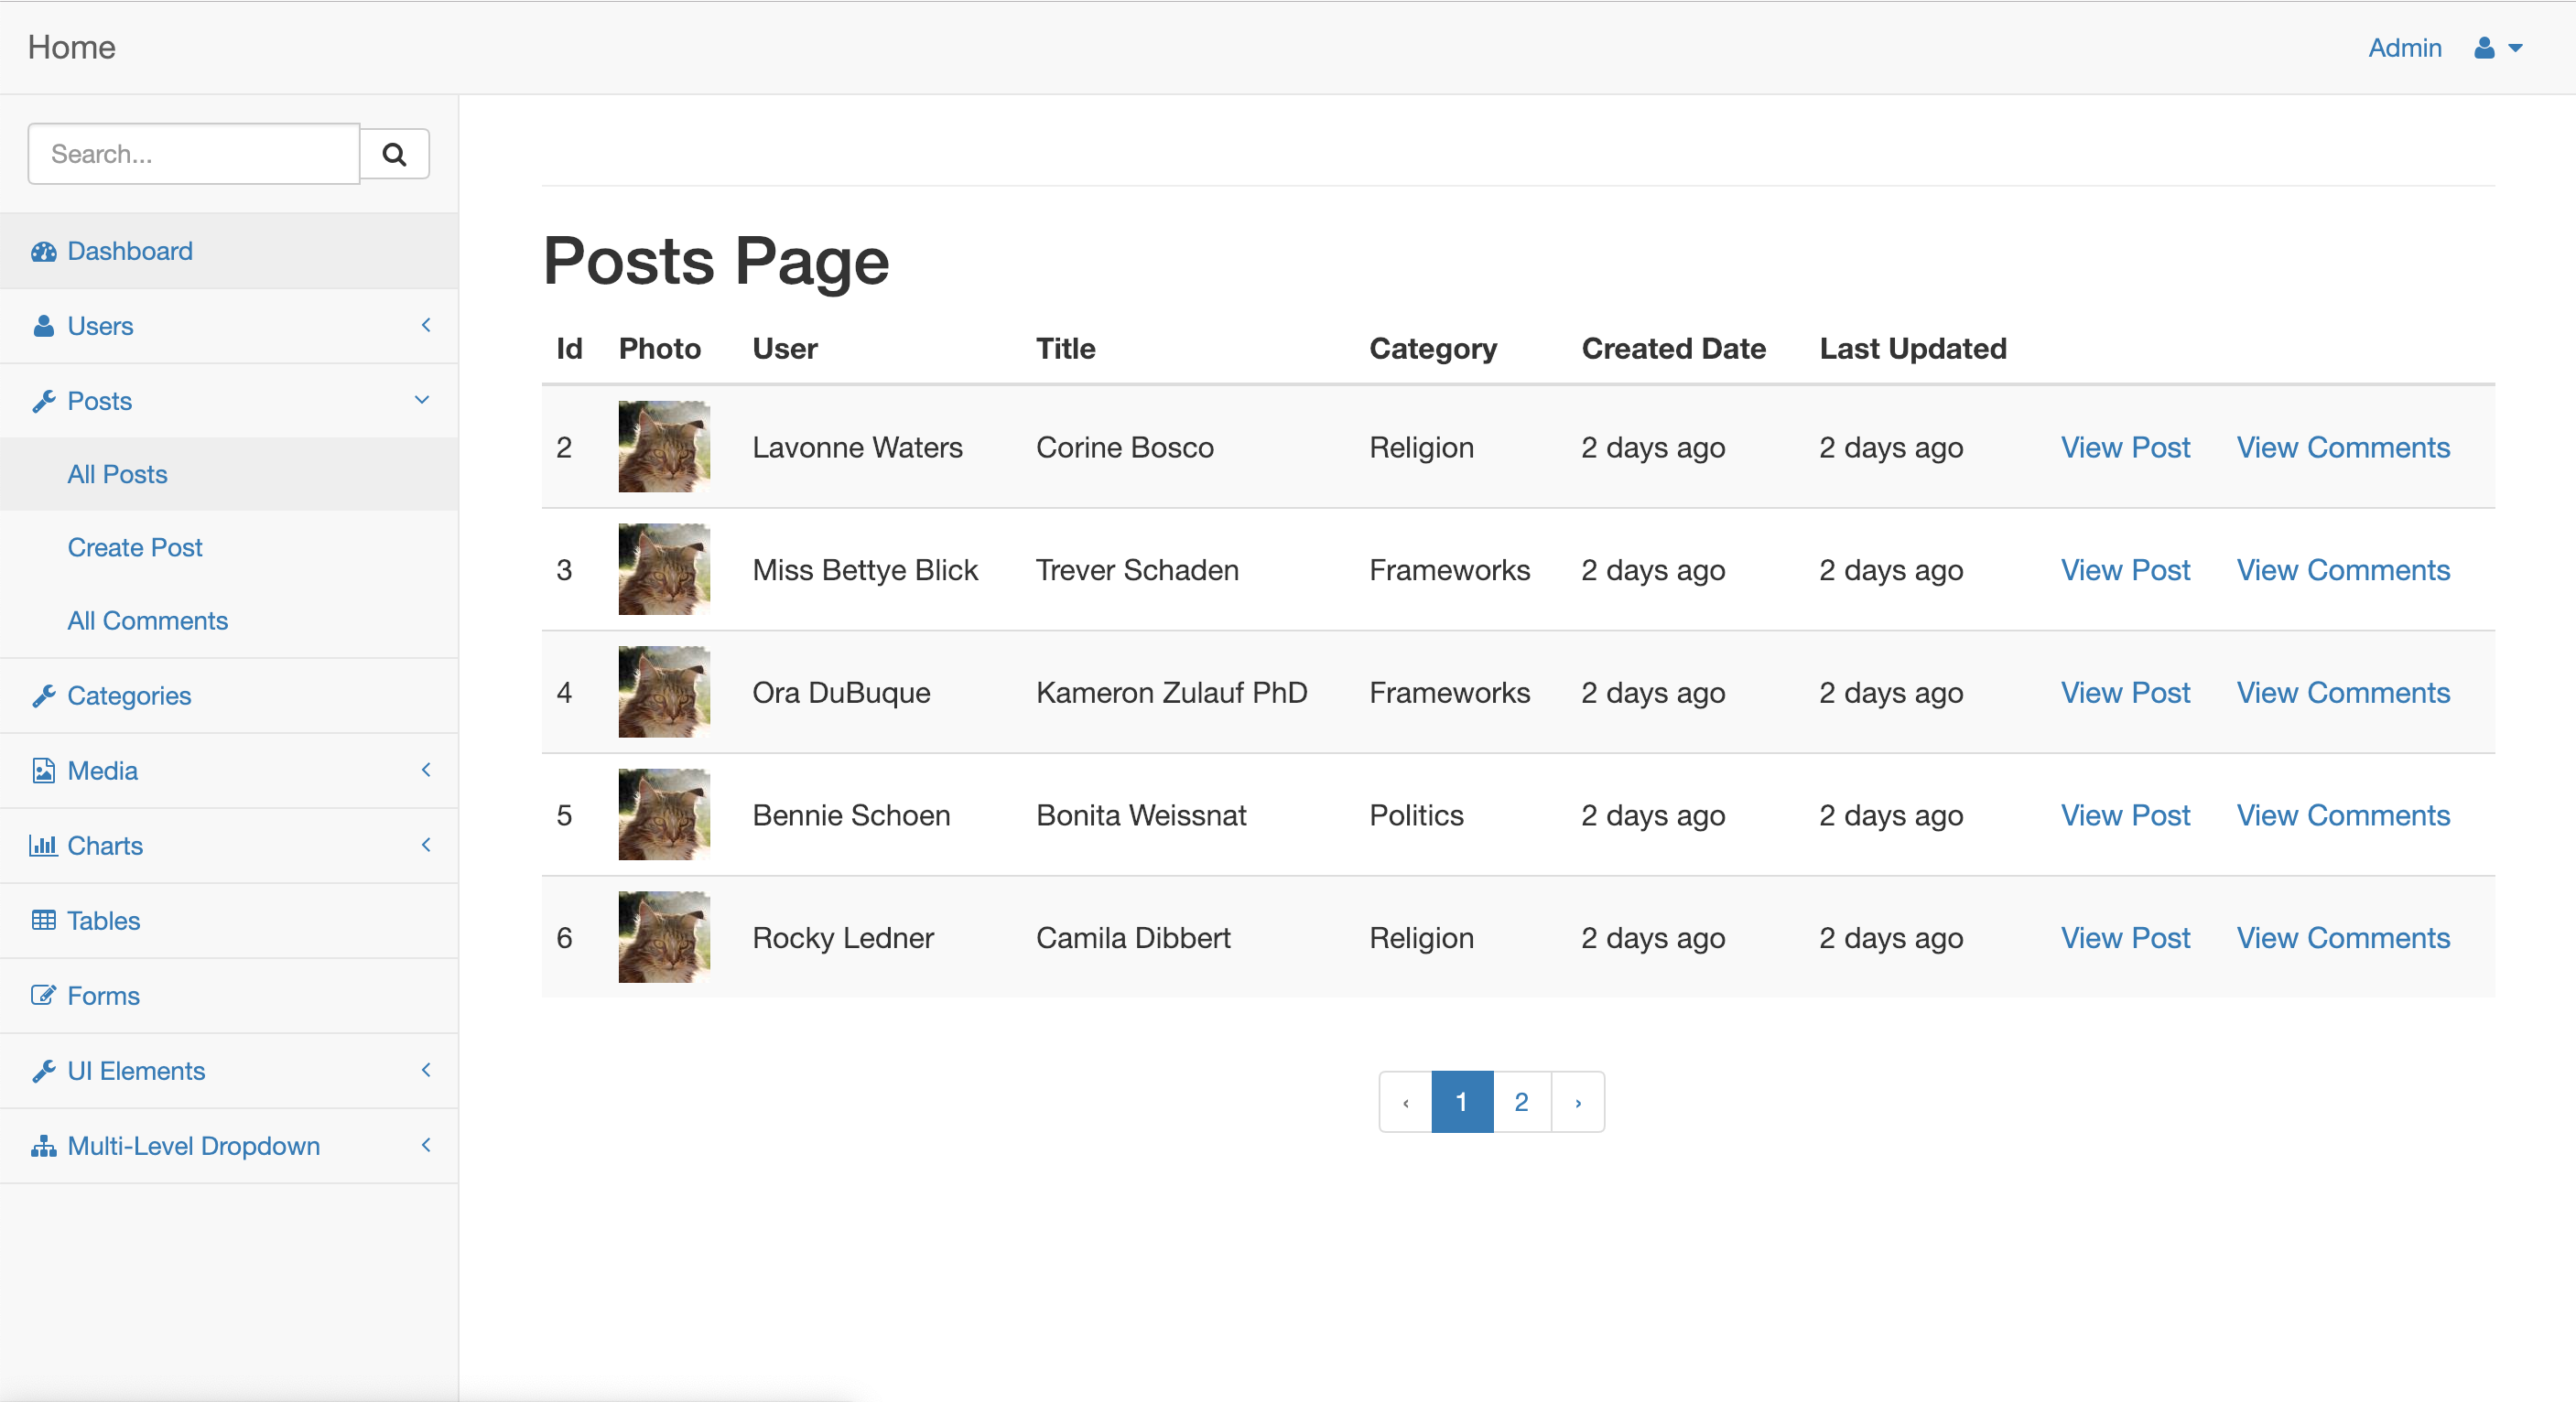 Home
Admin
Search...
Dashboard
Users
Posts
All Posts
Create Post
All Comments
Categories
Media
Charts
Tables
Forms
UI Elements
Multi-Level Dropdown
Posts Page
Id Photo User Title Category Created Date Last Updated
2 Lavonne Waters Corine Bosco Religion 2 days ago 2 days ago View Post View Comments
3 Miss Bettye Blick Trever Schaden Frameworks 2 days ago 2 days ago View Post View Comments
4 Ora DuBuque Kameron Zulauf PhD Frameworks 2 days ago 2 days ago View Post View Comments
5 Bennie Schoen Bonita Weissnat Politics 2 days ago 2 days ago View Post View Comments
6 Rocky Ledner Camila Dibbert Religion 2 days ago 2 days ago View Post View Comments
‹ 1 2 ›